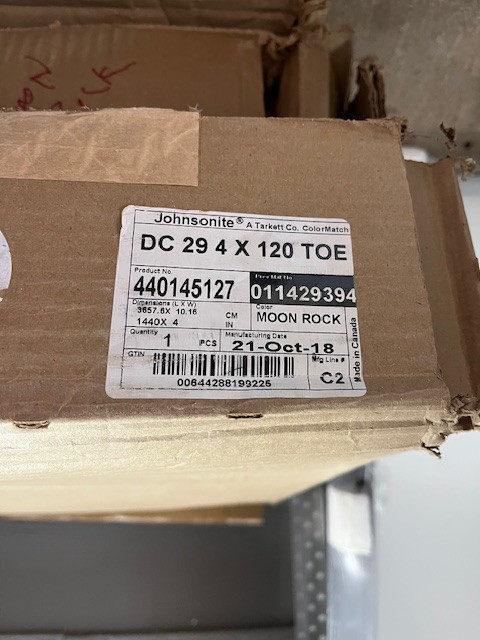 Johnsonite® A Tarkett Co. ColorMatch
DC 29 4 X 120 TOE
Product No.
440145127
011429394
Dimensions (L X W)
3657.6X 10.16 CM
1440X 4 IN
Color
MOON ROCK
Quantity
1 PCS
Manufacturing Date
21-Oct-18
GTIN
00644288199225
Mfg Line #
C2
Made in Canada